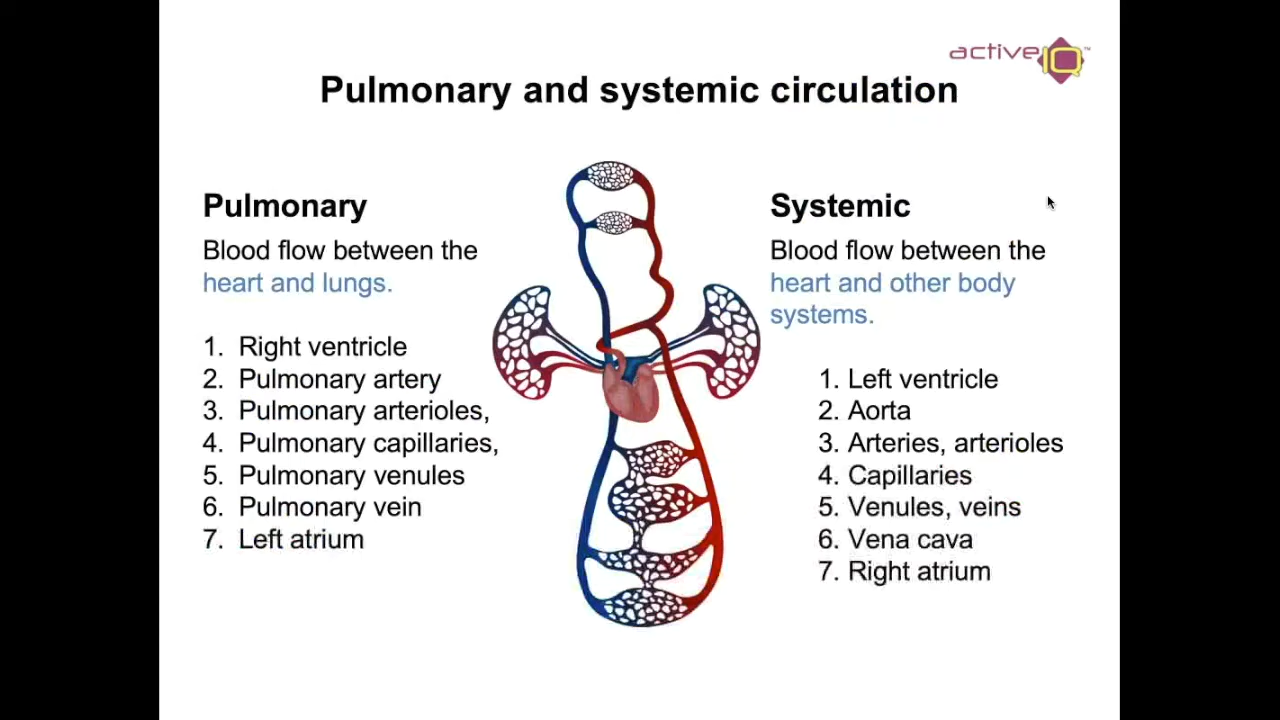 active IQ™
Pulmonary and systemic circulation
Pulmonary
Blood flow between the
heart and lungs.
1. Right ventricle
2. Pulmonary artery
3. Pulmonary arterioles,
4. Pulmonary capillaries,
5. Pulmonary venules
6. Pulmonary vein
7. Left atrium
Systemic
Blood flow between the
heart and other body
systems.
1. Left ventricle
2. Aorta
3. Arteries, arterioles
4. Capillaries
5. Venules, veins
6. Vena cava
7. Right atrium